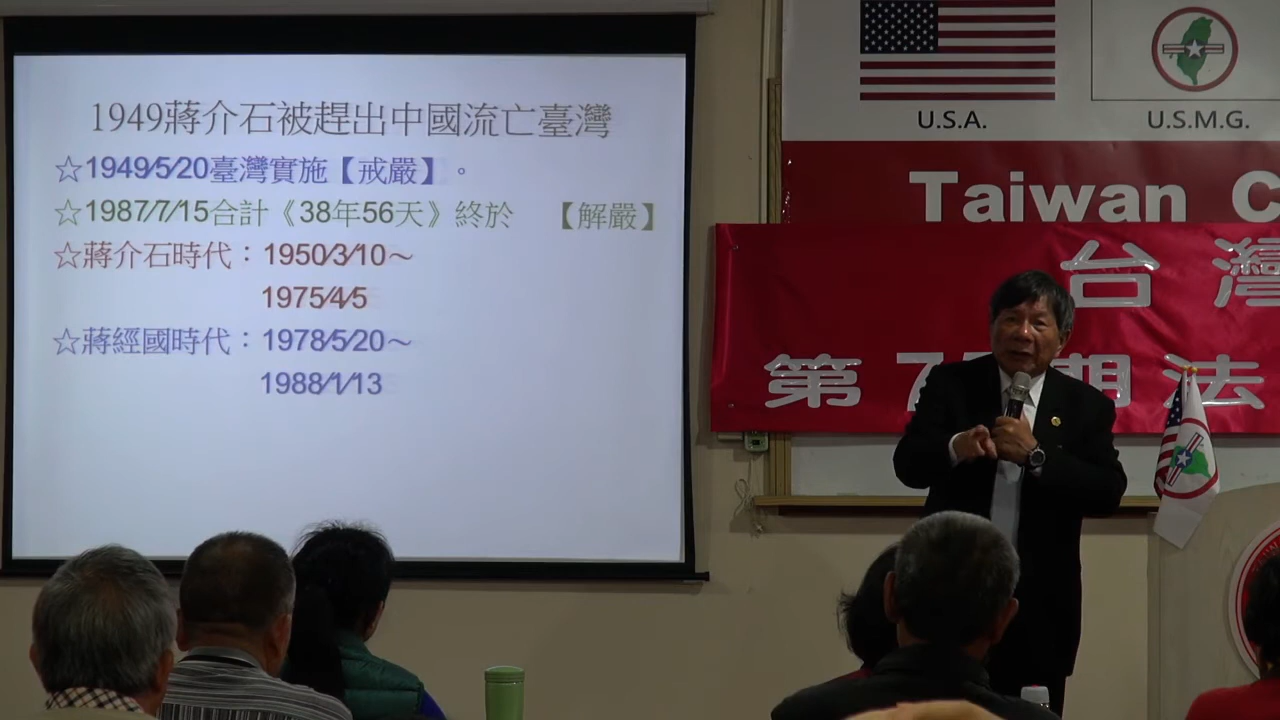 1949蔣介石被趕出中國流亡臺灣
☆1949/5/20臺灣實施【戒嚴】。
☆1987/7/15合計《38年56天》終於 【解嚴】
☆蔣介石時代：1950/3/10～
1975/4/5
☆蔣經國時代：1978/5/20～
1988/1/13
U.S.A.
U.S.M.G.
Taiwan C
台灣
第7 期法